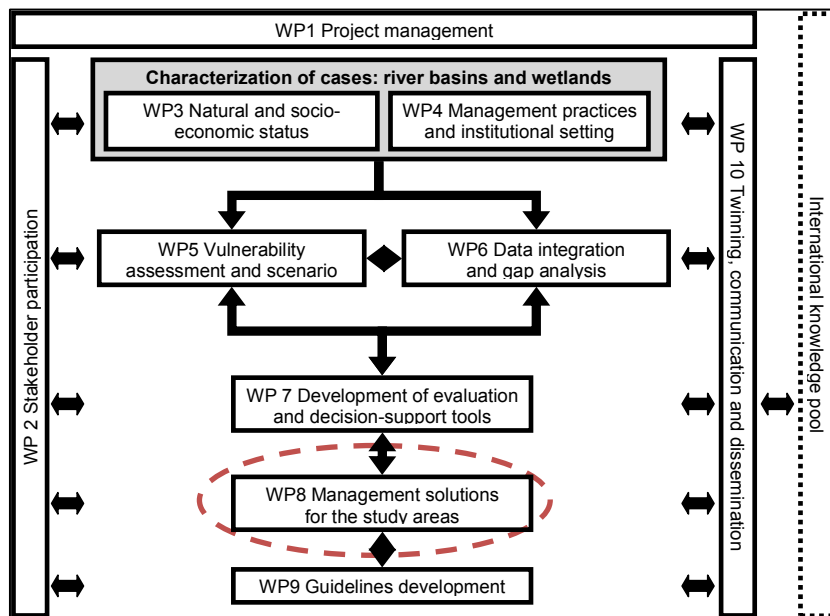 WP1 Project management
Characterization of cases: river basins and wetlands
WP3 Natural and socio-
economic status
WP4 Management practices
and institutional setting
WP5 Vulnerability
assessment and scenario
WP6 Data integration
and gap analysis
WP 7 Development of evaluation
and decision-support tools
WP8 Management solutions
for the study areas
WP9 Guidelines development
WP 2 Stakeholder participation
WP 10 Twinning, communication and dissemination
International knowledge pool